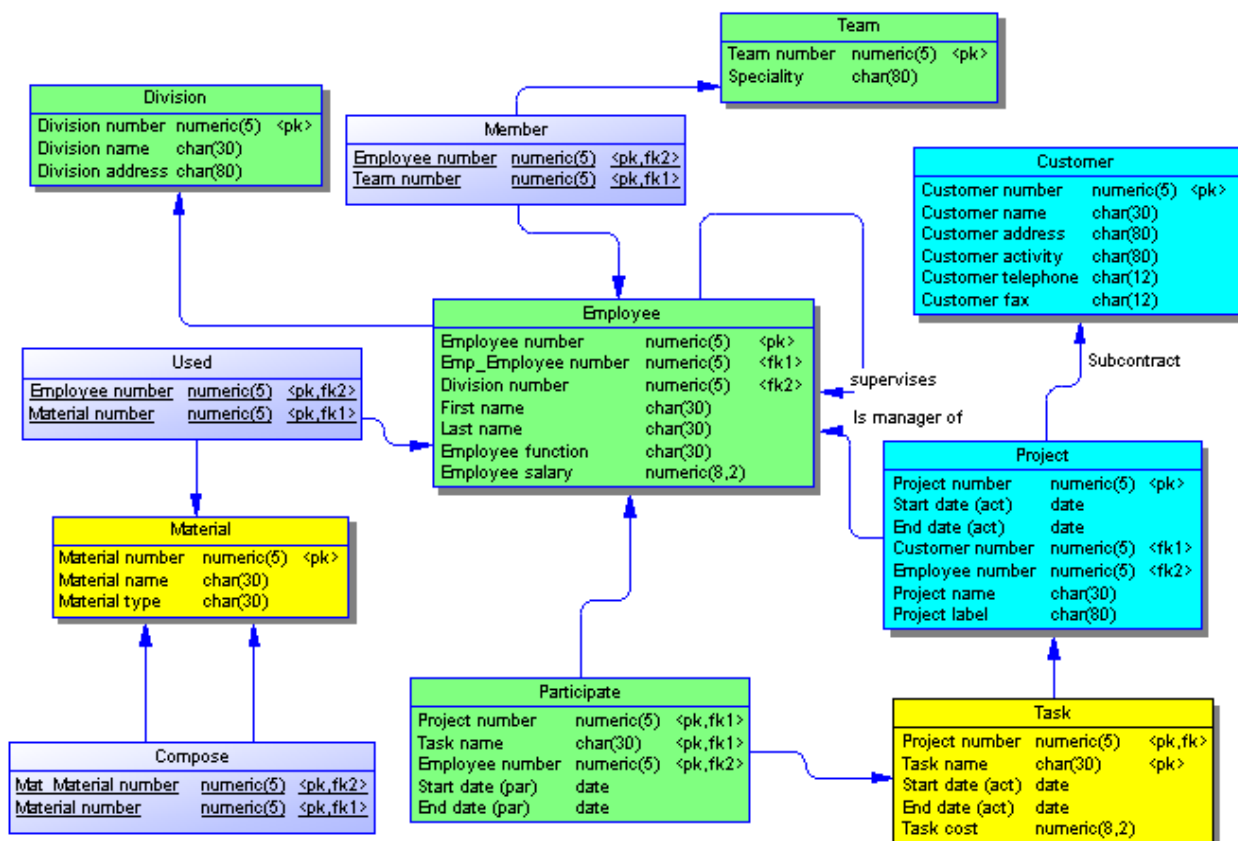 Team
Team number numeric(5) <pk>
Speciality char(80)
Division
Division number numeric(5) <pk>
Division name char(30)
Division address char(80)
Member
Employee number numeric(5) <pk,fk2>
Team number numeric(5) <pk,fk1>
Customer
Customer number numeric(5) <pk>
Customer name char(30)
Customer address char(80)
Customer activity char(80)
Customer telephone char(12)
Customer fax char(12)
Employee
Employee number numeric(5) <pk>
Emp_Employee number numeric(5) <fk1>
Division number numeric(5) <fk2>
First name char(30)
Last name char(30)
Employee function char(30)
Employee salary numeric(8,2)
supervises
Is manager of
Subcontract
Used
Employee number numeric(5) <pk,fk2>
Material number numeric(5) <pk,fk1>
Project
Project number numeric(5) <pk>
Start date (act) date
End date (act) date
Customer number numeric(5) <fk1>
Employee number numeric(5) <fk2>
Project name char(30)
Project label char(80)
Material
Material number numeric(5) <pk>
Material name char(30)
Material type char(30)
Participate
Project number numeric(5) <pk,fk1>
Task name char(30) <pk,fk1>
Employee number numeric(5) <pk,fk2>
Start date (par) date
End date (par) date
Task
Project number numeric(5) <pk,fk>
Task name char(30) <pk>
Start date (act) date
End date (act) date
Task cost numeric(8,2)
Compose
Mat_Material number numeric(5) <pk,fk2>
Material number numeric(5) <pk,fk1>